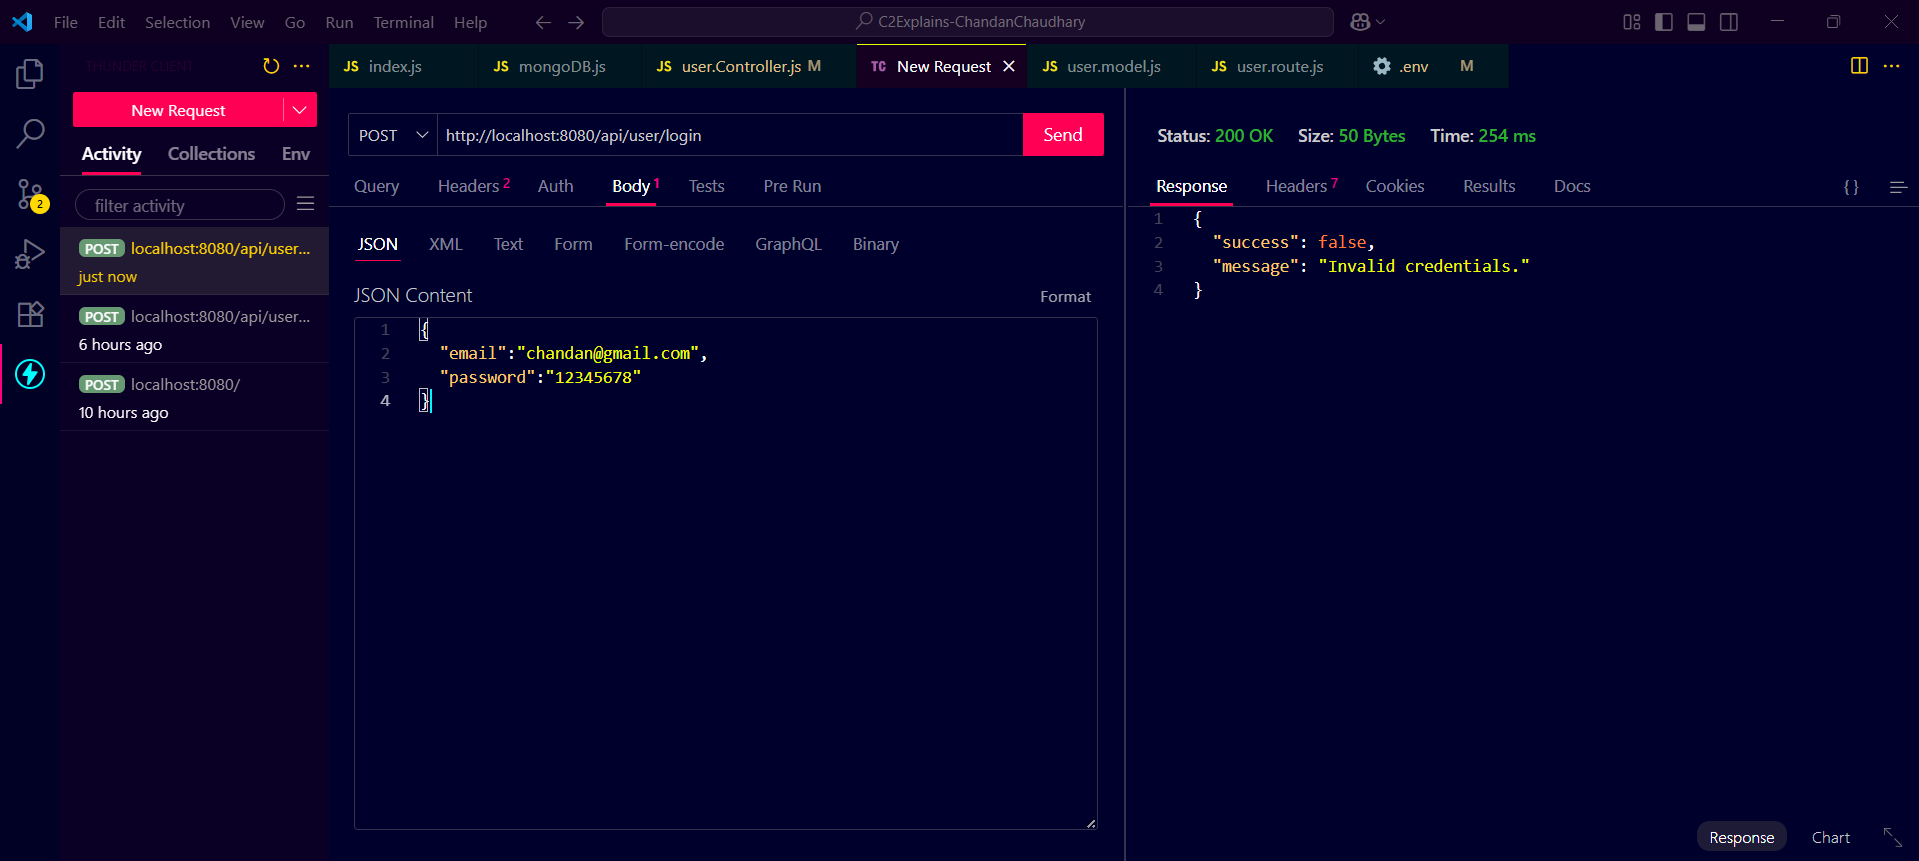 File Edit Selection View Go Run Terminal Help
C2Explains-ChandanChaudhary
THUNDER CLIENT
JS index.js
JS mongoDB.js
JS user.Controller.js M
TC New Request
JS user.model.js
JS user.route.js
.env M
New Request
Activity Collections Env
filter activity
2
POST localhost:8080/api/user...
just now
POST localhost:8080/api/user...
6 hours ago
POST localhost:8080/
10 hours ago
POST http://localhost:8080/api/user/login Send
Query Headers 2 Auth Body 1 Tests Pre Run
JSON XML Text Form Form-encode GraphQL Binary
JSON Content Format
1 {
2 "email":"chandan@gmail.com",
3 "password":"12345678"
4 }
Status: 200 OK Size: 50 Bytes Time: 254 ms
Response Headers 7 Cookies Results Docs { }
1 {
2 "success": false,
3 "message": "Invalid credentials."
4 }
Response Chart